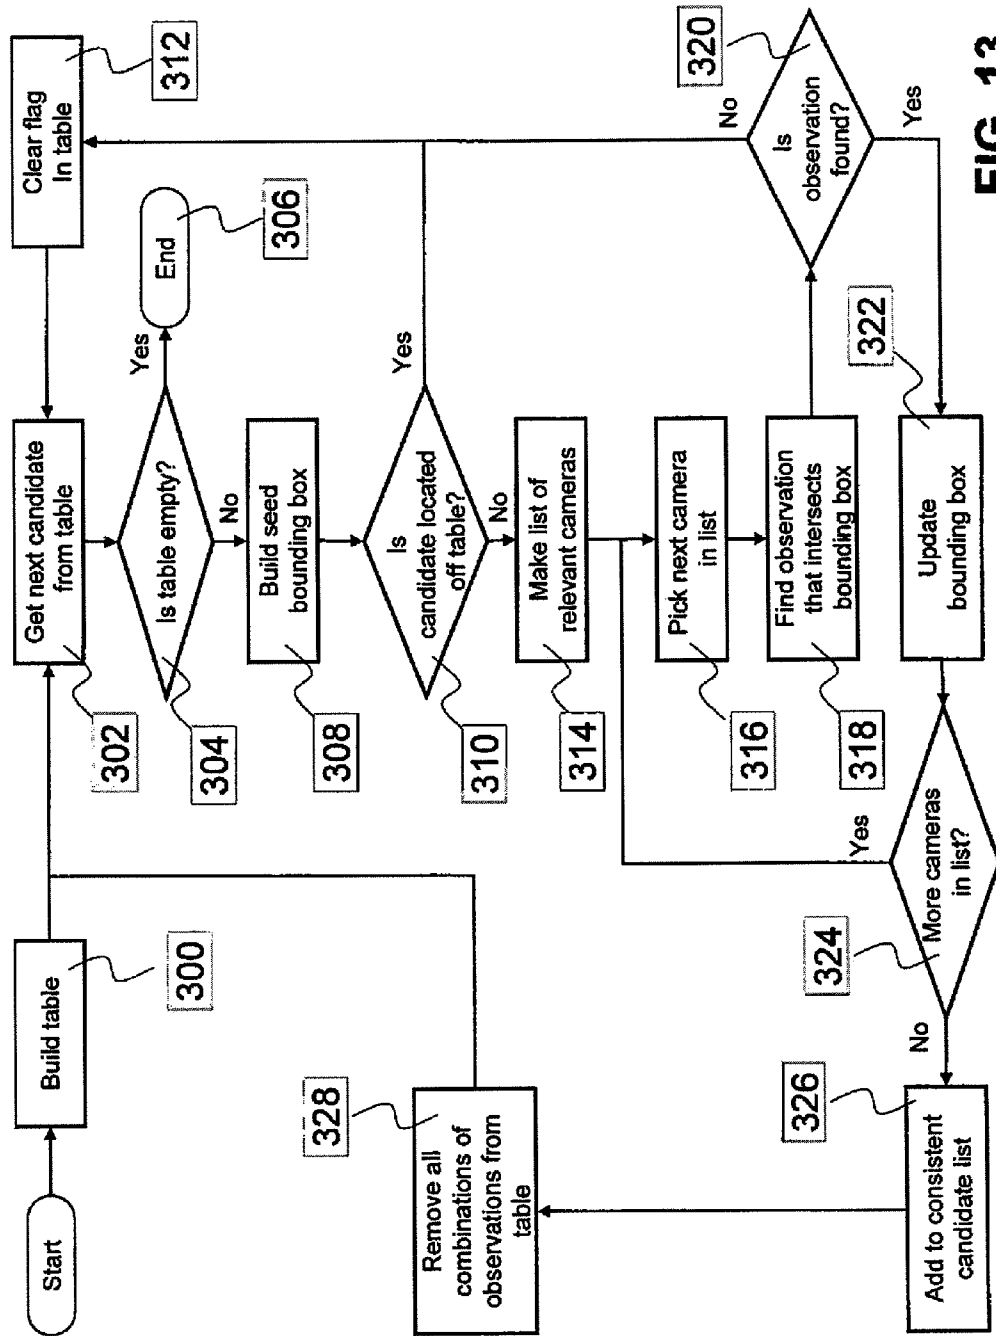 Start
Build table
300
Get next candidate
from table
302
Clear flag
In table
312
Is table empty?
304
Yes
End
306
No
Build seed
bounding box
308
Is
candidate located
off table?
310
Yes
No
Make list of
relevant cameras
314
Pick next camera
in list
316
Find observation
that intersects
bounding box
318
Is
observation
found?
320
No
Yes
Update
bounding box
322
More cameras
in list?
324
Yes
No
Add to consistent
candidate list
326
Remove all
combinations of
observations from
table
328
FIG. 13